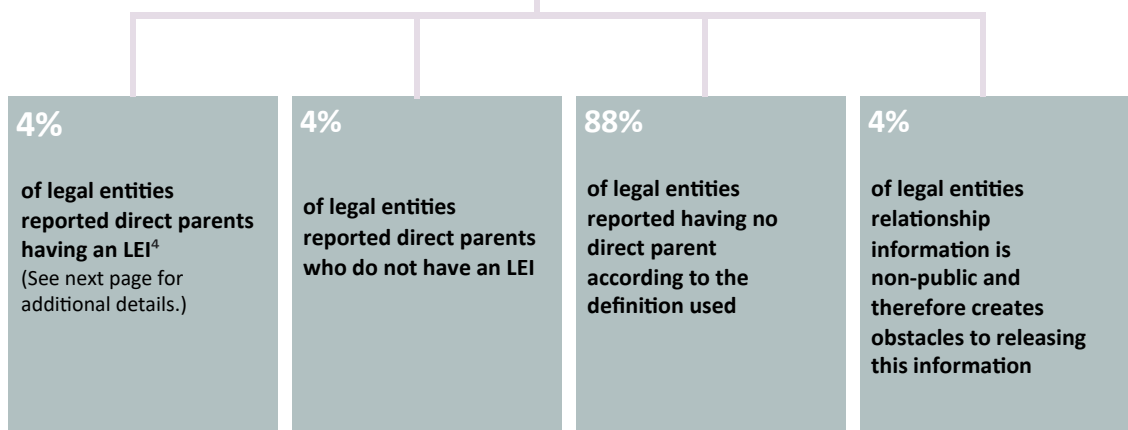 4%
of legal entities
reported direct parents
having an LEI⁴
(See next page for
additional details.)
4%
of legal entities
reported direct parents
who do not have an LEI
88%
of legal entities
reported having no
direct parent
according to the
definition used
4%
of legal entities
relationship
information is
non-public and
therefore creates
obstacles to releasing
this information